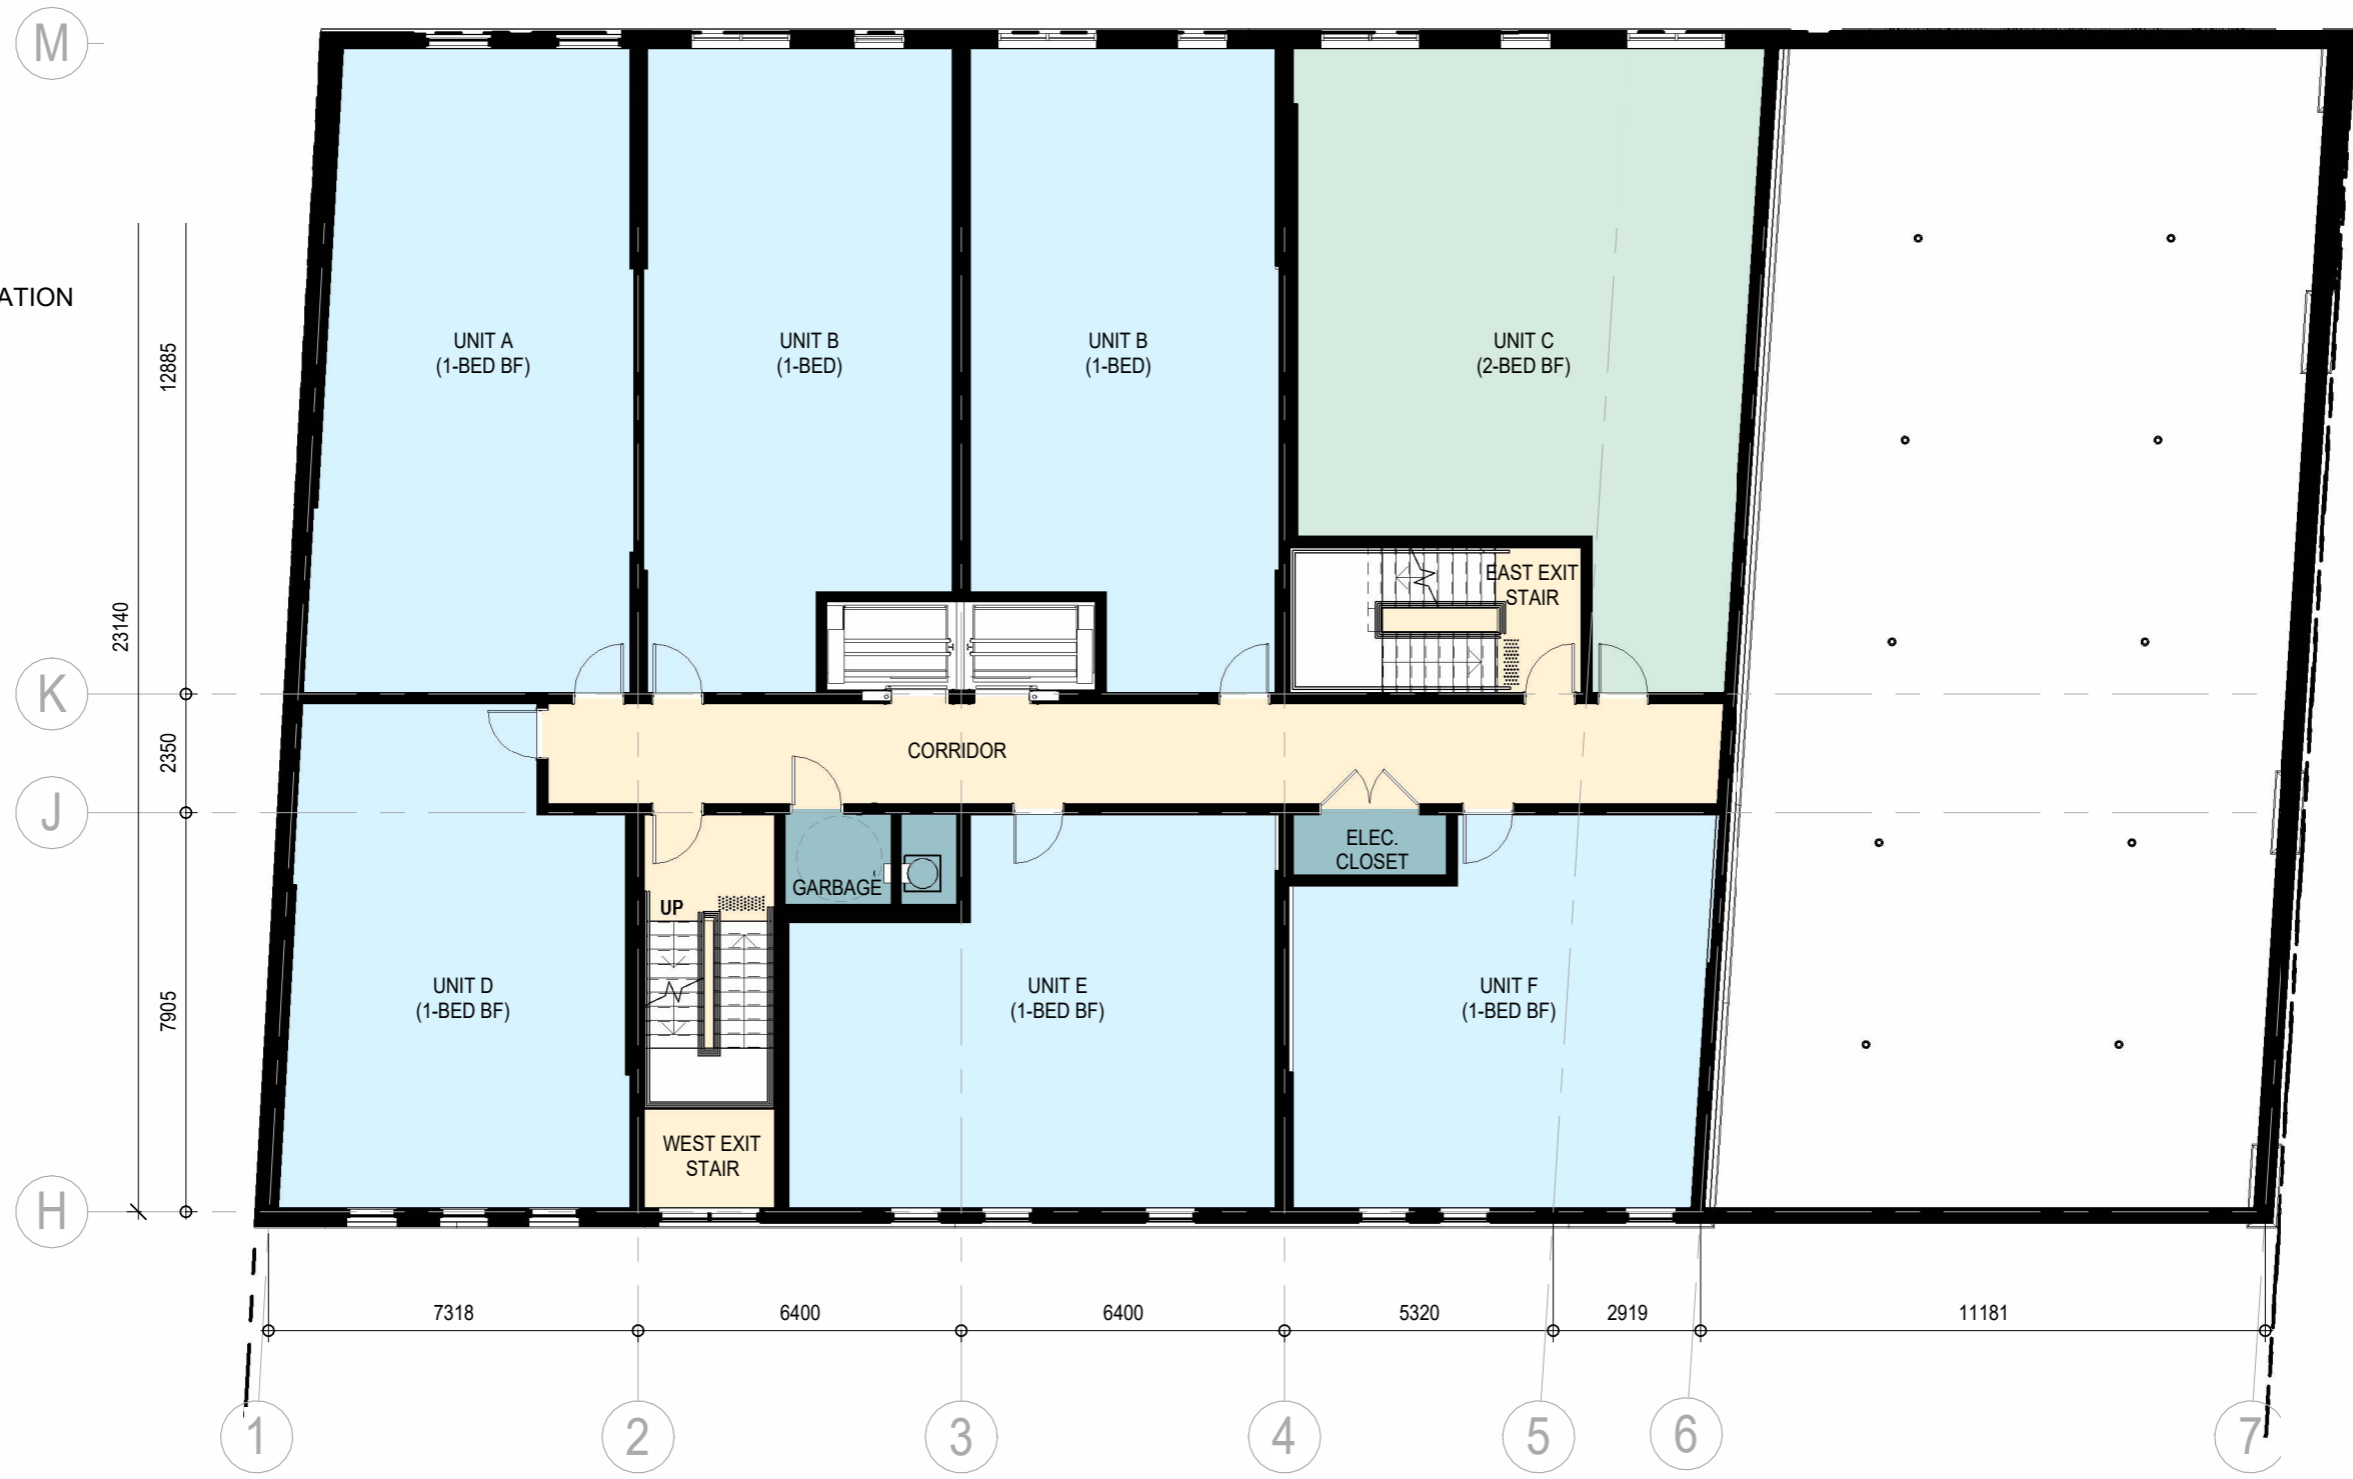 M
ATION
12885
23140
K
2350
J
7905
H
UNIT A
(1-BED BF)
UNIT B
(1-BED)
UNIT B
(1-BED)
UNIT C
(2-BED BF)
EAST EXIT
STAIR
CORRIDOR
GARBAGE
ELEC.
CLOSET
UP
UNIT D
(1-BED BF)
UNIT E
(1-BED BF)
UNIT F
(1-BED BF)
WEST EXIT
STAIR
7318
6400
6400
5320
2919
11181
1
2
3
4
5
6
7